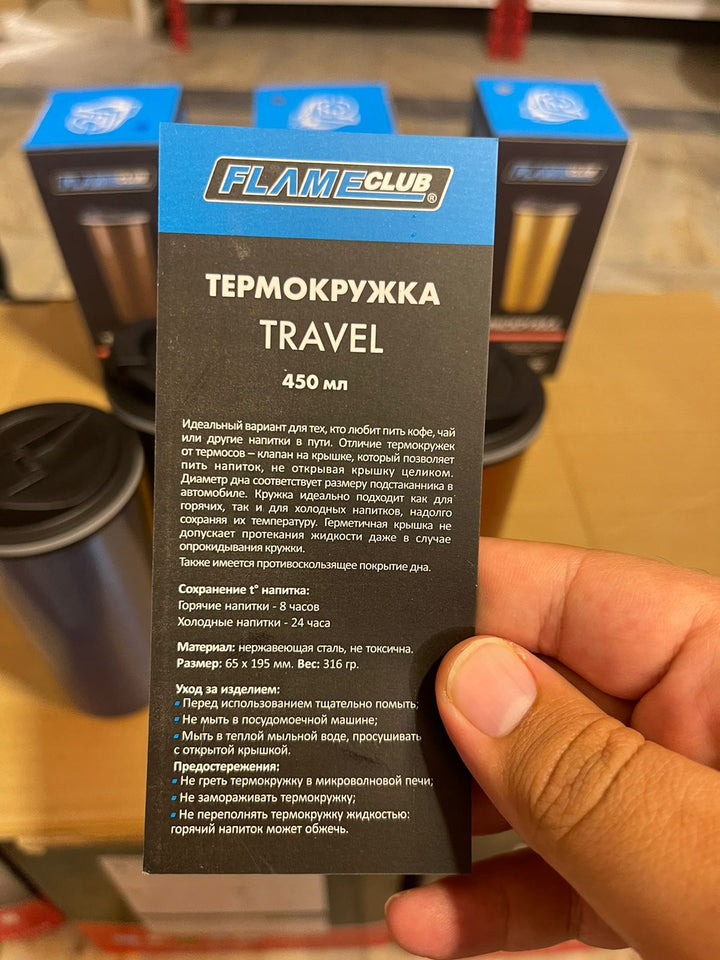 FLAMECLUB
FLAMECLUB
FLAMECLUB®
ТЕРМОКРУЖКА
TRAVEL
450 мл
Идеальный вариант для тех, кто любит пить кофе, чай
или другие напитки в пути. Отличие термокружек
от термосов – клапан на крышке, который позволяет
пить напиток, не открывая крышку целиком.
Диаметр дна соответствует размеру подстаканника в
автомобиле. Кружка идеально подходит как для
горячих, так и для холодных напитков, надолго
сохраняя их температуру. Герметичная крышка не
допускает протекания жидкости даже в случае
опрокидывания кружки.
Также имеется противоскользящее покрытие дна.
Сохранение t° напитка:
Горячие напитки - 8 часов
Холодные напитки - 24 часа
Материал: нержавеющая сталь, не токсична.
Размер: 65 х 195 мм. Вес: 316 гр.
Уход за изделием:
▪ Перед использованием тщательно помыть;
▪ Не мыть в посудомоечной машине;
▪ Мыть в теплой мыльной воде, просушивать
с открытой крышкой.
Предостережения:
▪ Не греть термокружку в микроволновой печи;
▪ Не замораживать термокружку;
▪ Не переполнять термокружку жидкостью:
горячий напиток может обжечь.